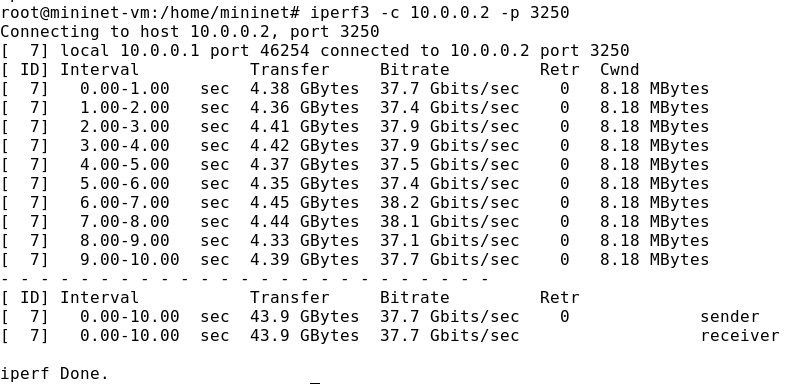 root@mininet-vm:/home/mininet# iperf3 -c 10.0.0.2 -p 3250
Connecting to host 10.0.0.2, port 3250
[  7] local 10.0.0.1 port 46254 connected to 10.0.0.2 port 3250
[ ID] Interval           Transfer     Bitrate         Retr  Cwnd
[  7]   0.00-1.00   sec  4.38 GBytes  37.7 Gbits/sec    0   8.18 MBytes
[  7]   1.00-2.00   sec  4.36 GBytes  37.4 Gbits/sec    0   8.18 MBytes
[  7]   2.00-3.00   sec  4.41 GBytes  37.9 Gbits/sec    0   8.18 MBytes
[  7]   3.00-4.00   sec  4.42 GBytes  37.9 Gbits/sec    0   8.18 MBytes
[  7]   4.00-5.00   sec  4.37 GBytes  37.5 Gbits/sec    0   8.18 MBytes
[  7]   5.00-6.00   sec  4.35 GBytes  37.4 Gbits/sec    0   8.18 MBytes
[  7]   6.00-7.00   sec  4.45 GBytes  38.2 Gbits/sec    0   8.18 MBytes
[  7]   7.00-8.00   sec  4.44 GBytes  38.1 Gbits/sec    0   8.18 MBytes
[  7]   8.00-9.00   sec  4.33 GBytes  37.1 Gbits/sec    0   8.18 MBytes
[  7]   9.00-10.00  sec  4.39 GBytes  37.7 Gbits/sec    0   8.18 MBytes
- - - - - - - - - - - - - - - - - - - - - - - - -
[ ID] Interval           Transfer     Bitrate         Retr
[  7]   0.00-10.00  sec  43.9 GBytes  37.7 Gbits/sec    0             sender
[  7]   0.00-10.00  sec  43.9 GBytes  37.7 Gbits/sec                  receiver
iperf Done.